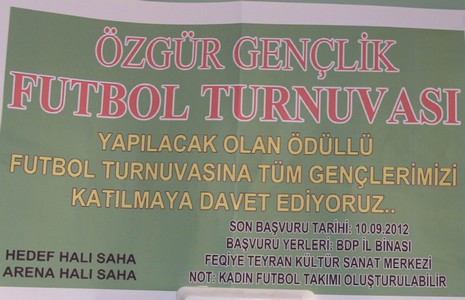 ÖZGÜR GENÇLİK
FUTBOL TURNUVASI
YAPILACAK OLAN ÖDÜLLÜ
FUTBOL TURNUVASINA TÜM GENÇLERİMİZİ
KATILMAYA DAVET EDİYORUZ..
SON BAŞVURU TARİHİ: 10.09.2012
BAŞVURU YERLERİ: BDP İL BİNASI
FEQİYE TEYRAN KÜLTÜR SANAT MERKEZİ
NOT: KADIN FUTBOL TAKIMI OLUŞTURULABİLİR
HEDEF HALI SAHA
ARENA HALI SAHA